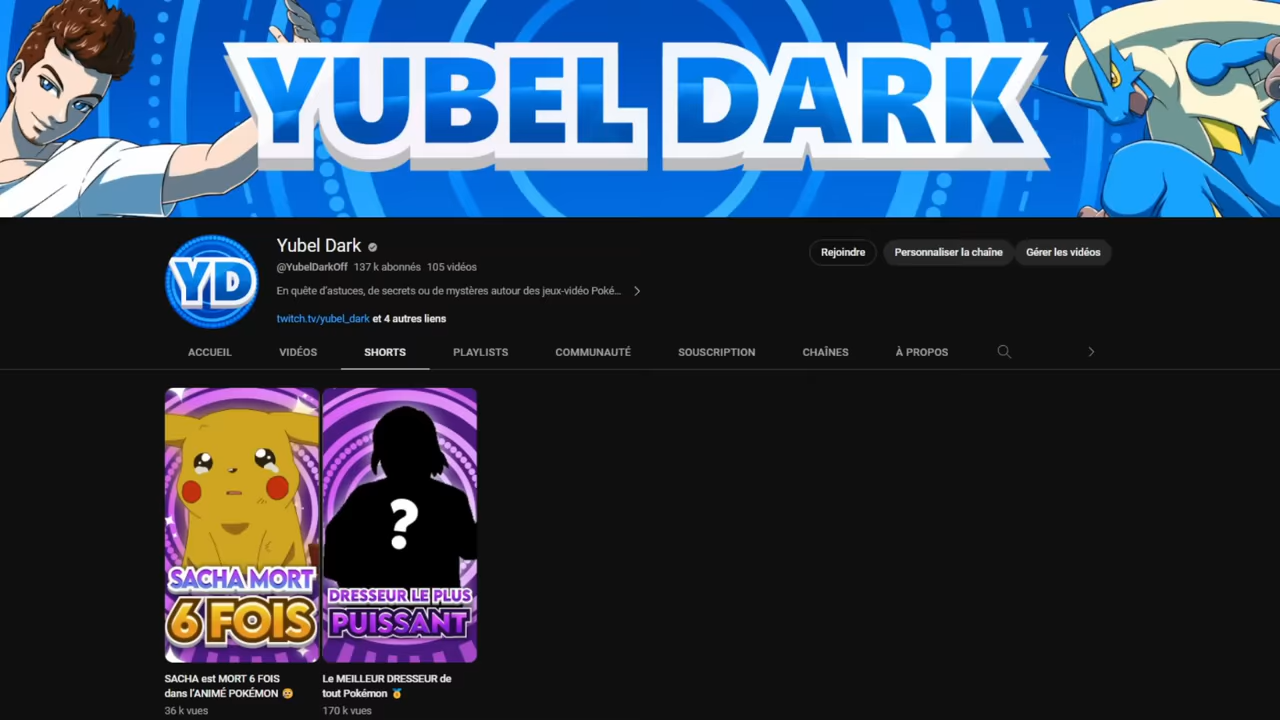 YUBEL DARK
YD
Yubel Dark
@YubelDarkOff 137 k abonnés 105 vidéos
En quête d'astuces, de secrets ou de mystères autour des jeux-vidéo Poké...
twitch.tv/yubel_dark et 4 autres liens
Rejoindre
Personnaliser la chaîne
Gérer les vidéos
ACCUEIL
VIDÉOS
SHORTS
PLAYLISTS
COMMUNAUTÉ
SOUSCRIPTION
CHAÎNES
À PROPOS
SACHA MORT
6 FOIS
?
DRESSEUR LE PLUS
PUISSANT
SACHA est MORT 6 FOIS
dans l'ANIMÉ POKÉMON 😢
36 k vues
Le MEILLEUR DRESSEUR de
tout Pokémon 🏅
170 k vues